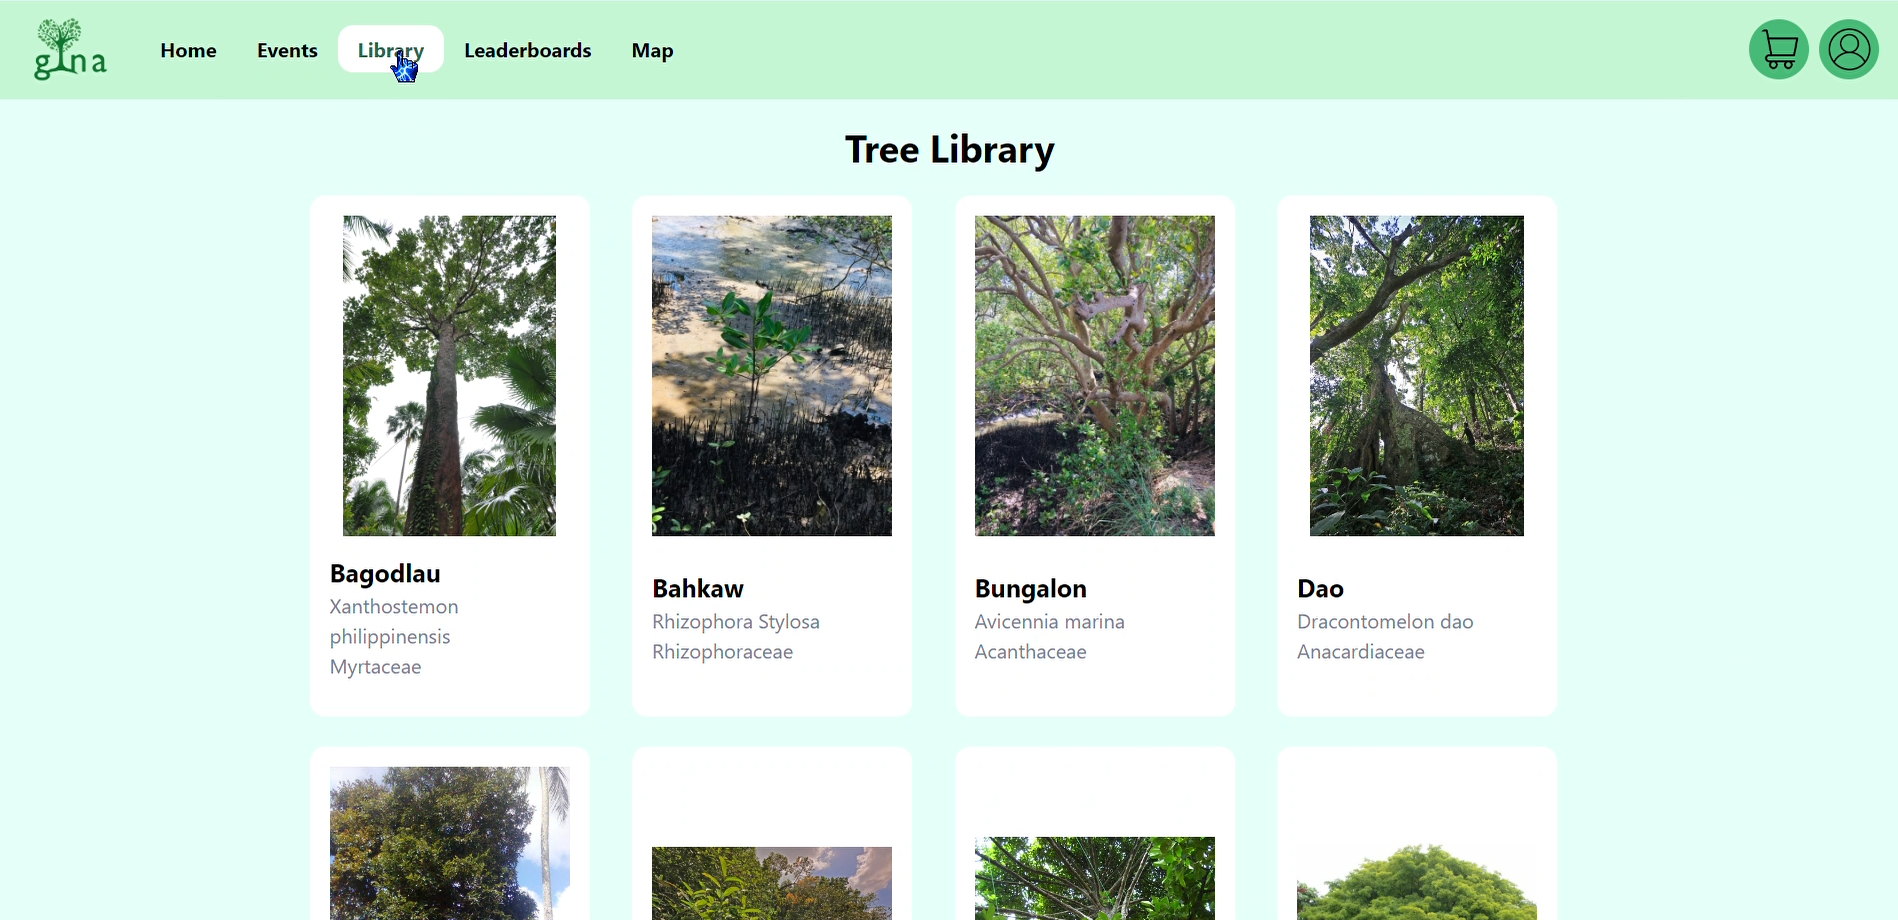 gina
Home
Events
Library
Leaderboards
Map
Tree Library
Bagodlau
Xanthostemon
philippinensis
Myrtaceae
Bahkaw
Rhizophora Stylosa
Rhizophoraceae
Bungalon
Avicennia marina
Acanthaceae
Dao
Dracontomelon dao
Anacardiaceae